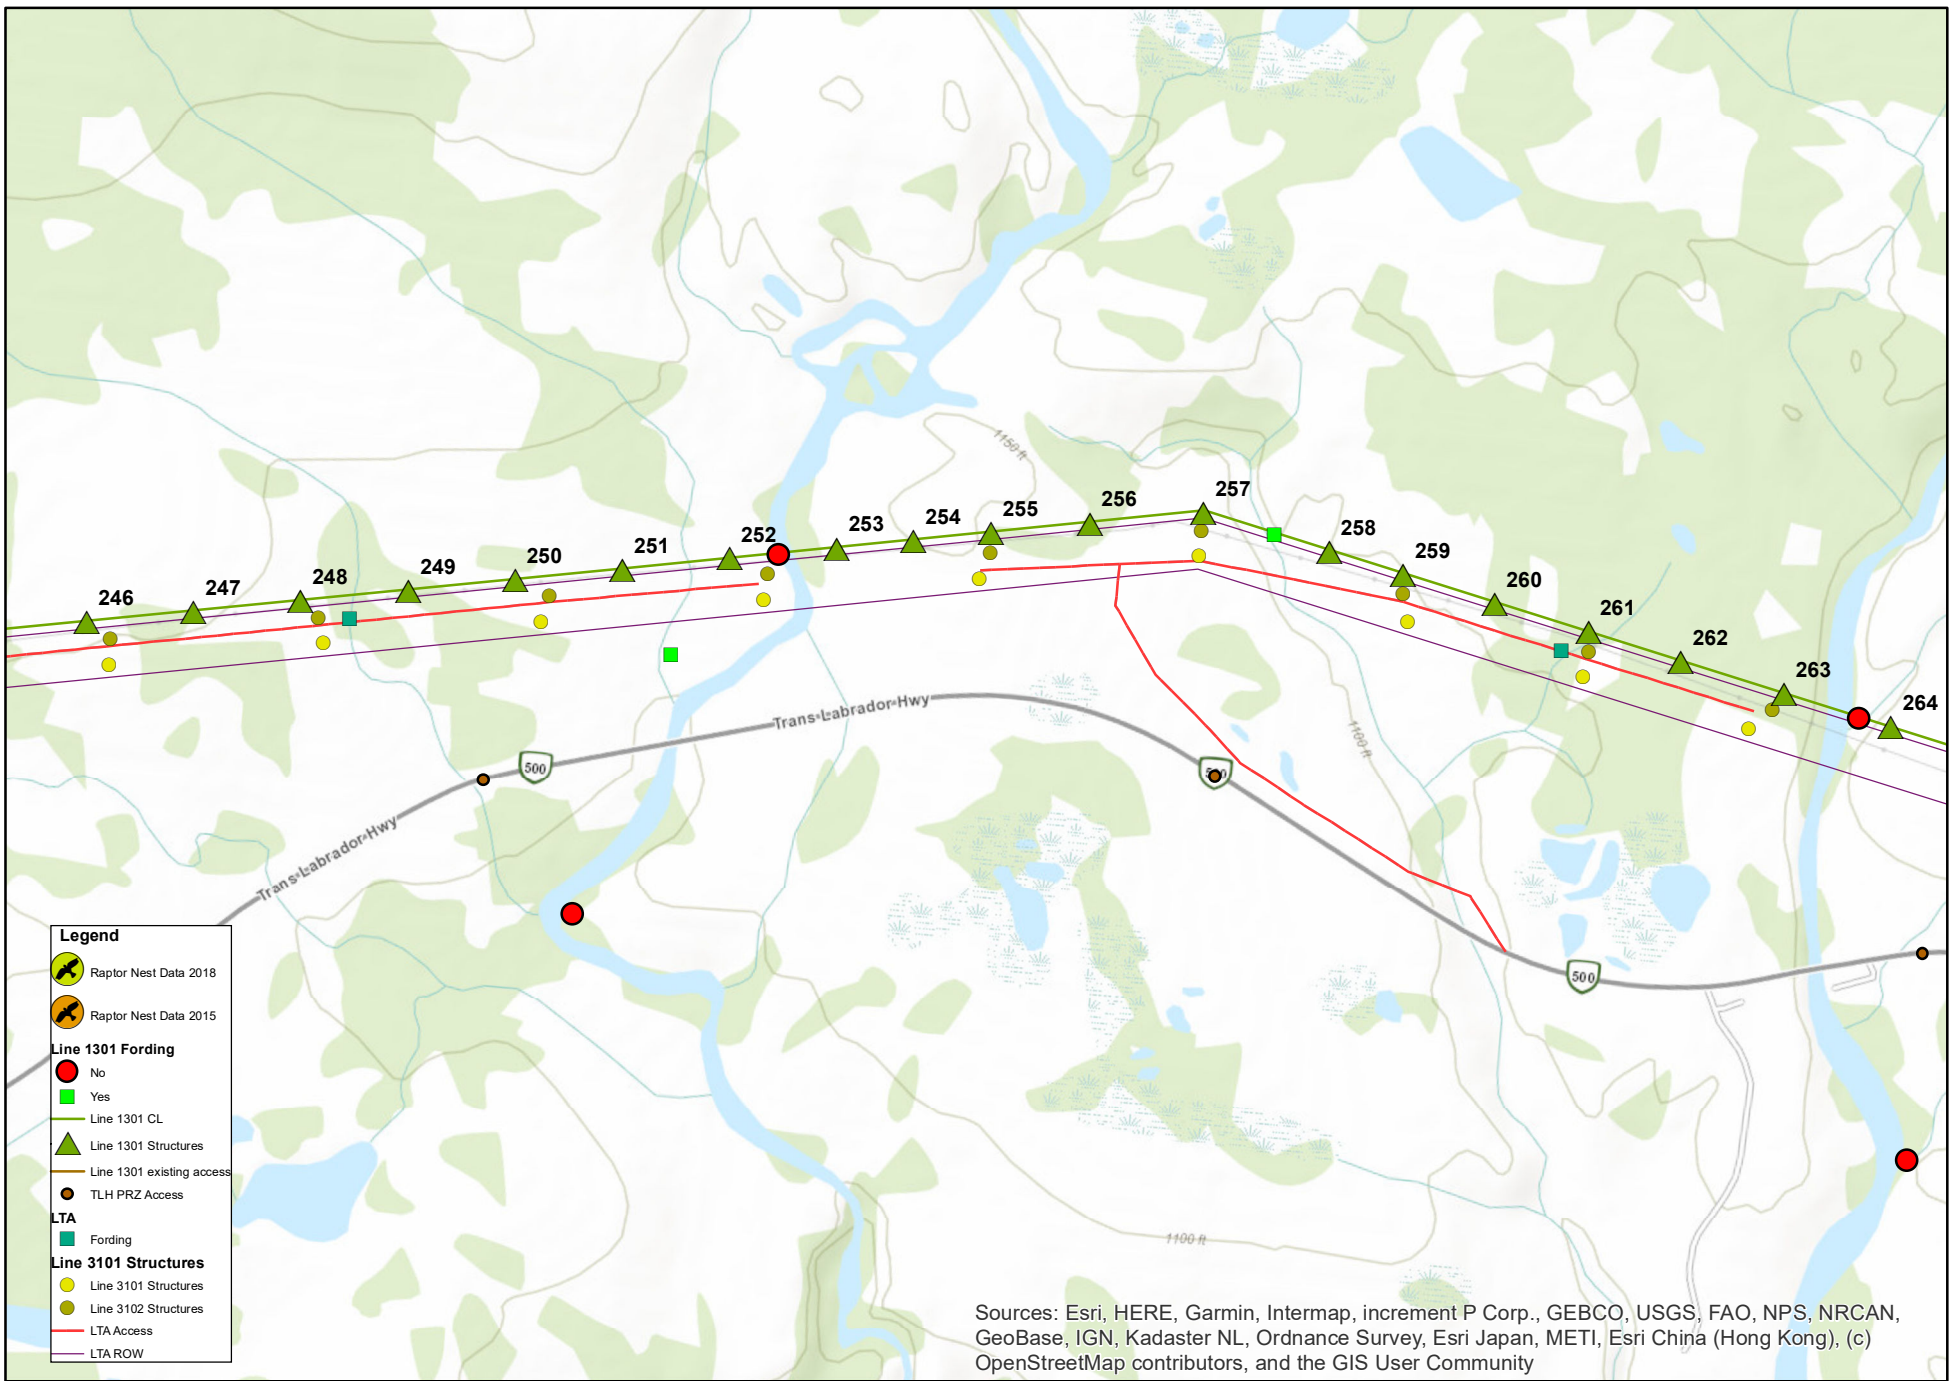 1150 ft
257
256
255
254
253
252
251
250
249
248
247
246
258
259
260
261
262
263
264
Trans-Labrador-Hwy
1100 ft
500
500
Trans-Labrador-Hwy
500
Legend
Raptor Nest Data 2018
Raptor Nest Data 2015
Line 1301 Fording
No
Yes
Line 1301 CL
Line 1301 Structures
Line 1301 existing access
TLH PRZ Access
LTA
Fording
Line 3101 Structures
Line 3101 Structures
Line 3102 Structures
LTA Access
LTA ROW
1100 ft
Sources: Esri, HERE, Garmin, Intermap, increment P Corp., GEBCO, USGS, FAO, NPS, NRCAN,
GeoBase, IGN, Kadaster NL, Ordnance Survey, Esri Japan, METI, Esri China (Hong Kong), (c)
OpenStreetMap contributors, and the GIS User Community